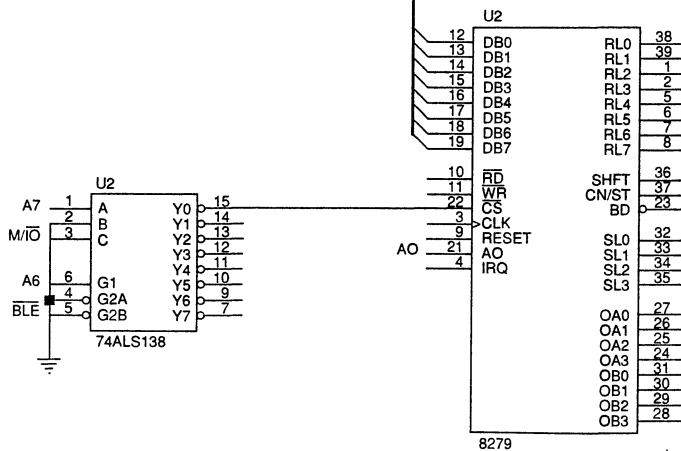 U2
12 DB0 RL0 38
13 DB1 RL1 39
14 DB2 RL2 1
15 DB3 RL3 2
16 DB4 RL4 5
17 DB5 RL5 6
18 DB6 RL6 7
19 DB7 RL7 8
10 RD SHFT 36
11 WR CN/ST 37
22 CS BD 23
3 CLK
9 RESET
AO 21 AO
4 IRQ
SL0 32
SL1 33
SL2 34
SL3 35
OA0 27
OA1 26
OA2 25
OA3 24
OB0 31
OB1 30
OB2 29
OB3 28
8279
U2
A7 1 A Y0 15
2 B Y1 14
M/IO 3 C Y2 13
Y3 12
Y4 11
A6 6 G1 Y5 10
4 G2A Y6 9
BLE 5 G2B Y7 7
74ALS138